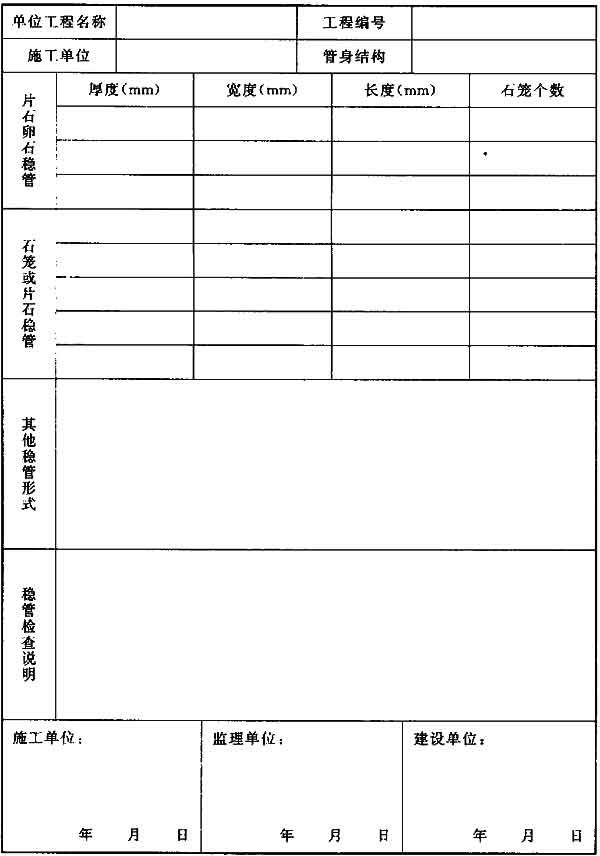 单位工程名称 工程编号
施工单位 管身结构
片石卵石稳管 厚度(mm) 宽度(mm) 长度(mm) 石笼个数
石笼或片石稳管
其他稳管形式
稳管检查说明
施工单位: 监理单位: 建设单位:
年 月 日 年 月 日 年 月 日